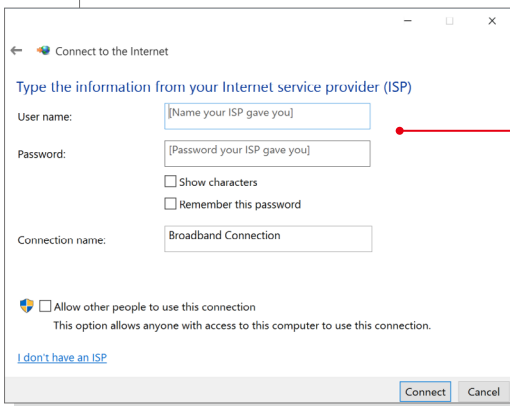 Connect to the Internet
Type the information from your Internet service provider (ISP)
User name:
[Name your ISP gave you]
Password:
[Password your ISP gave you]
Show characters
Remember this password
Connection name:
Broadband Connection
Allow other people to use this connection
This option allows anyone with access to this computer to use this connection.
I don't have an ISP
Connect
Cancel